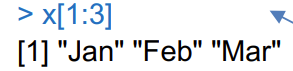 > x[1:3]
[1] "Jan" "Feb" "Mar"